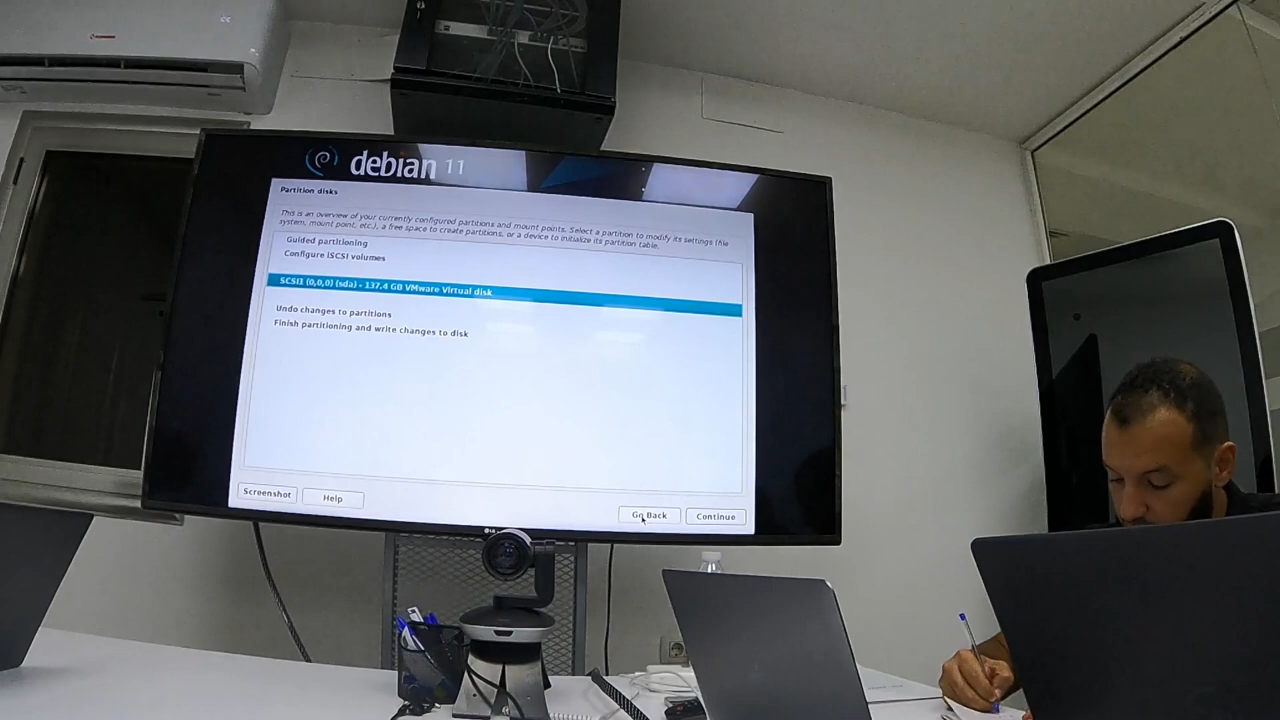 debian 11
Partition disks
This is an overview of your currently configured partitions and mount points. Select a partition to modify its settings (file
system, mount point, etc.), a free space to create partitions, or a device to initialize its partition table.
Guided partitioning
Configure iSCSI volumes
SCSI1 (0,0,0) (sda) - 137.4 GB VMware Virtual disk
Undo changes to partitions
Finish partitioning and write changes to disk
Screenshot
Help
Go Back
Continue
LG